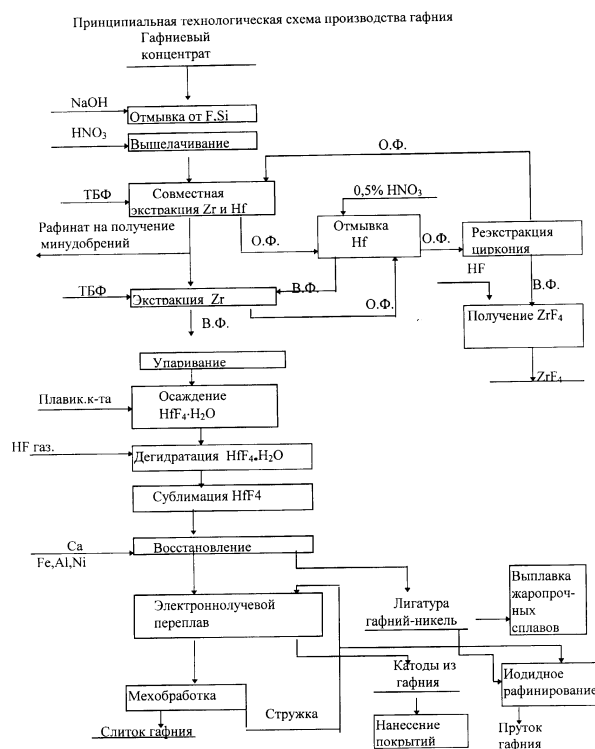 Принципиальная технологическая схема производства гафния
Гафниевый
концентрат
NaOH
Отмывка от F,Si
HNO3
Вышелачивание
О.Ф.
ТБФ
Совместная
экстракция Zr и Hf
0,5% HNO3
Рафинат на получение
минудобрений
О.Ф.
Отмывка
Hf
О.Ф.
Реэкстракция
циркония
HF
В.Ф.
ТБФ
Экстракция Zr
В.Ф.
О.Ф.
Получение ZrF4
В.Ф.
ZrF4
Упаривание
Плавик.к-та
Осаждение
HfF4·H2O
HF газ.
Дегидратация HfF4•H2O
Сублимация HfF4
Ca
Fe,Al,Ni
Восстановление
Электроннолучевой
переплав
Лигатура
гафний-никель
Выплавка
жаропроч-
ных
сплавов
Катоды из
гафния
Иодидное
рафинирование
Мехобработка
Стружка
Слиток гафния
Нанесение
покрытий
Пруток
гафния